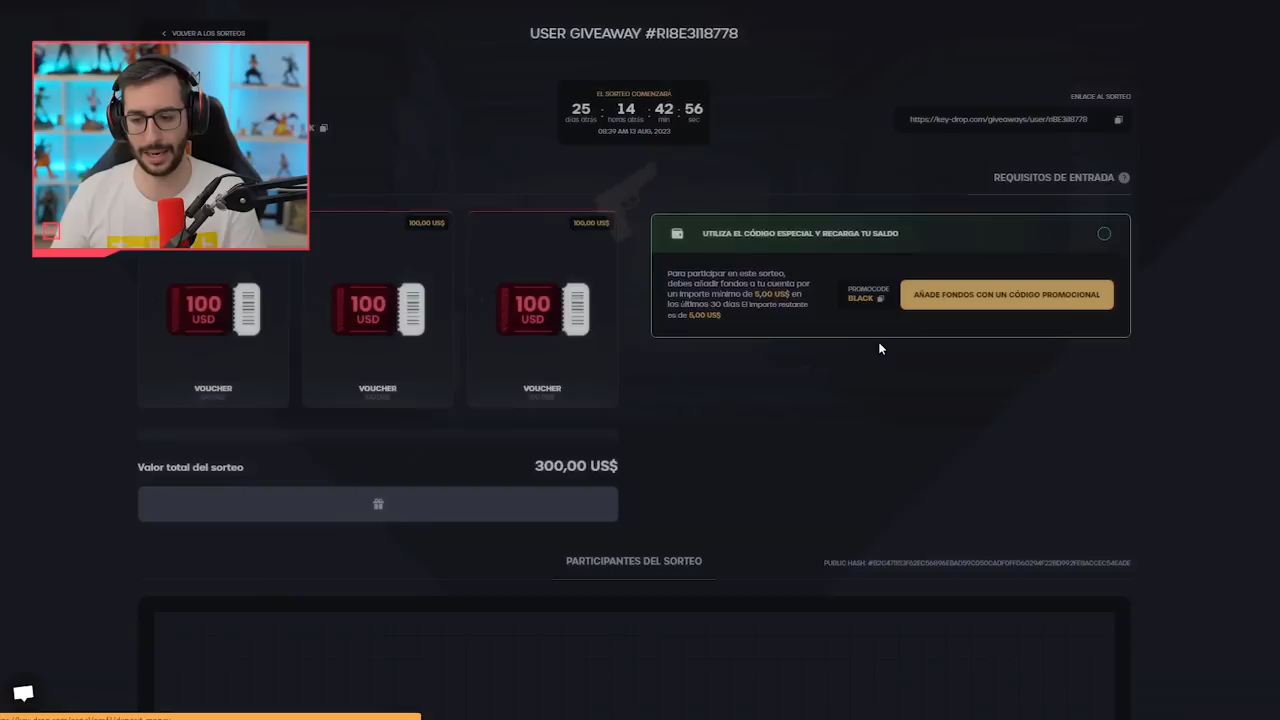 VOLVER A LOS SORTEOS
USER GIVEAWAY #RI8E3I18778
EL SORTEO COMENZARÁ
25 : 14 : 42 : 56
días atrás horas atrás min sec
08:39 AM 13 AUG, 2023
ENLACE AL SORTEO
https://key-drop.com/giveaways/user/rI8E3I18778
REQUISITOS DE ENTRADA
100,00 US$
100,00 US$
100 USD
100 USD
100 USD
VOUCHER
VOUCHER
VOUCHER
UTILIZA EL CÓDIGO ESPECIAL Y RECARGA TU SALDO
Para participar en este sorteo,
debes añadir fondos a tu cuenta por
un importe mínimo de 5,00 US$ en
los últimos 30 días El importe restante
es de 5,00 US$
PROMOCODE
BLACK
AÑADE FONDOS CON UN CÓDIGO PROMOCIONAL
Valor total del sorteo
300,00 US$
PARTICIPANTES DEL SORTEO
PUBLIC HASH: